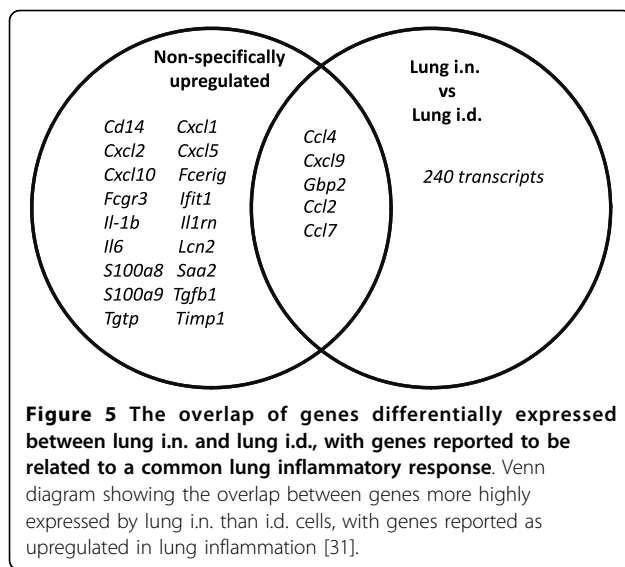 Non-specifically
upregulated
Cd14 Cxcl1
Cxcl2 Cxcl5
Cxcl10 Fcerig
Fcgr3 Ifit1
Il-1b Il1rn
Il6 Lcn2
S100a8 Saa2
S100a9 Tgfb1
Tgtp Timp1
Ccl4
Cxcl9
Gbp2
Ccl2
Ccl7
Lung i.n.
vs
Lung i.d.
240 transcripts
Figure 5 The overlap of genes differentially expressed
between lung i.n. and lung i.d., with genes reported to be
related to a common lung inflammatory response. Venn
diagram showing the overlap between genes more highly
expressed by lung i.n. than i.d. cells, with genes reported as
upregulated in lung inflammation [31].